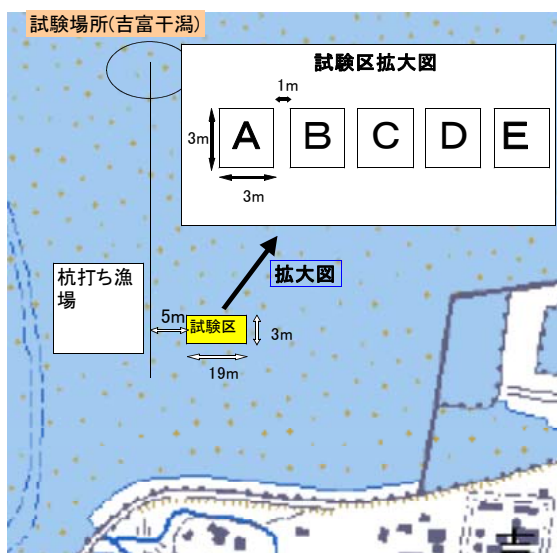 試験場所(吉富干潟)
試験区拡大図
1m
3m
A B C D E
3m
拡大図
杭打ち漁
場
5m
試験区
3m
19m
吉